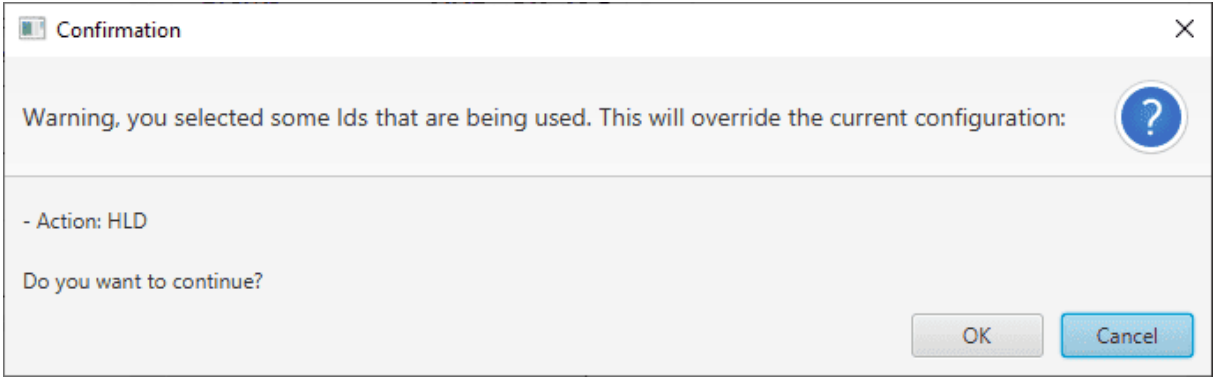 Confirmation
Warning, you selected some Ids that are being used. This will override the current configuration:
?
- Action: HLD
Do you want to continue?
OK
Cancel